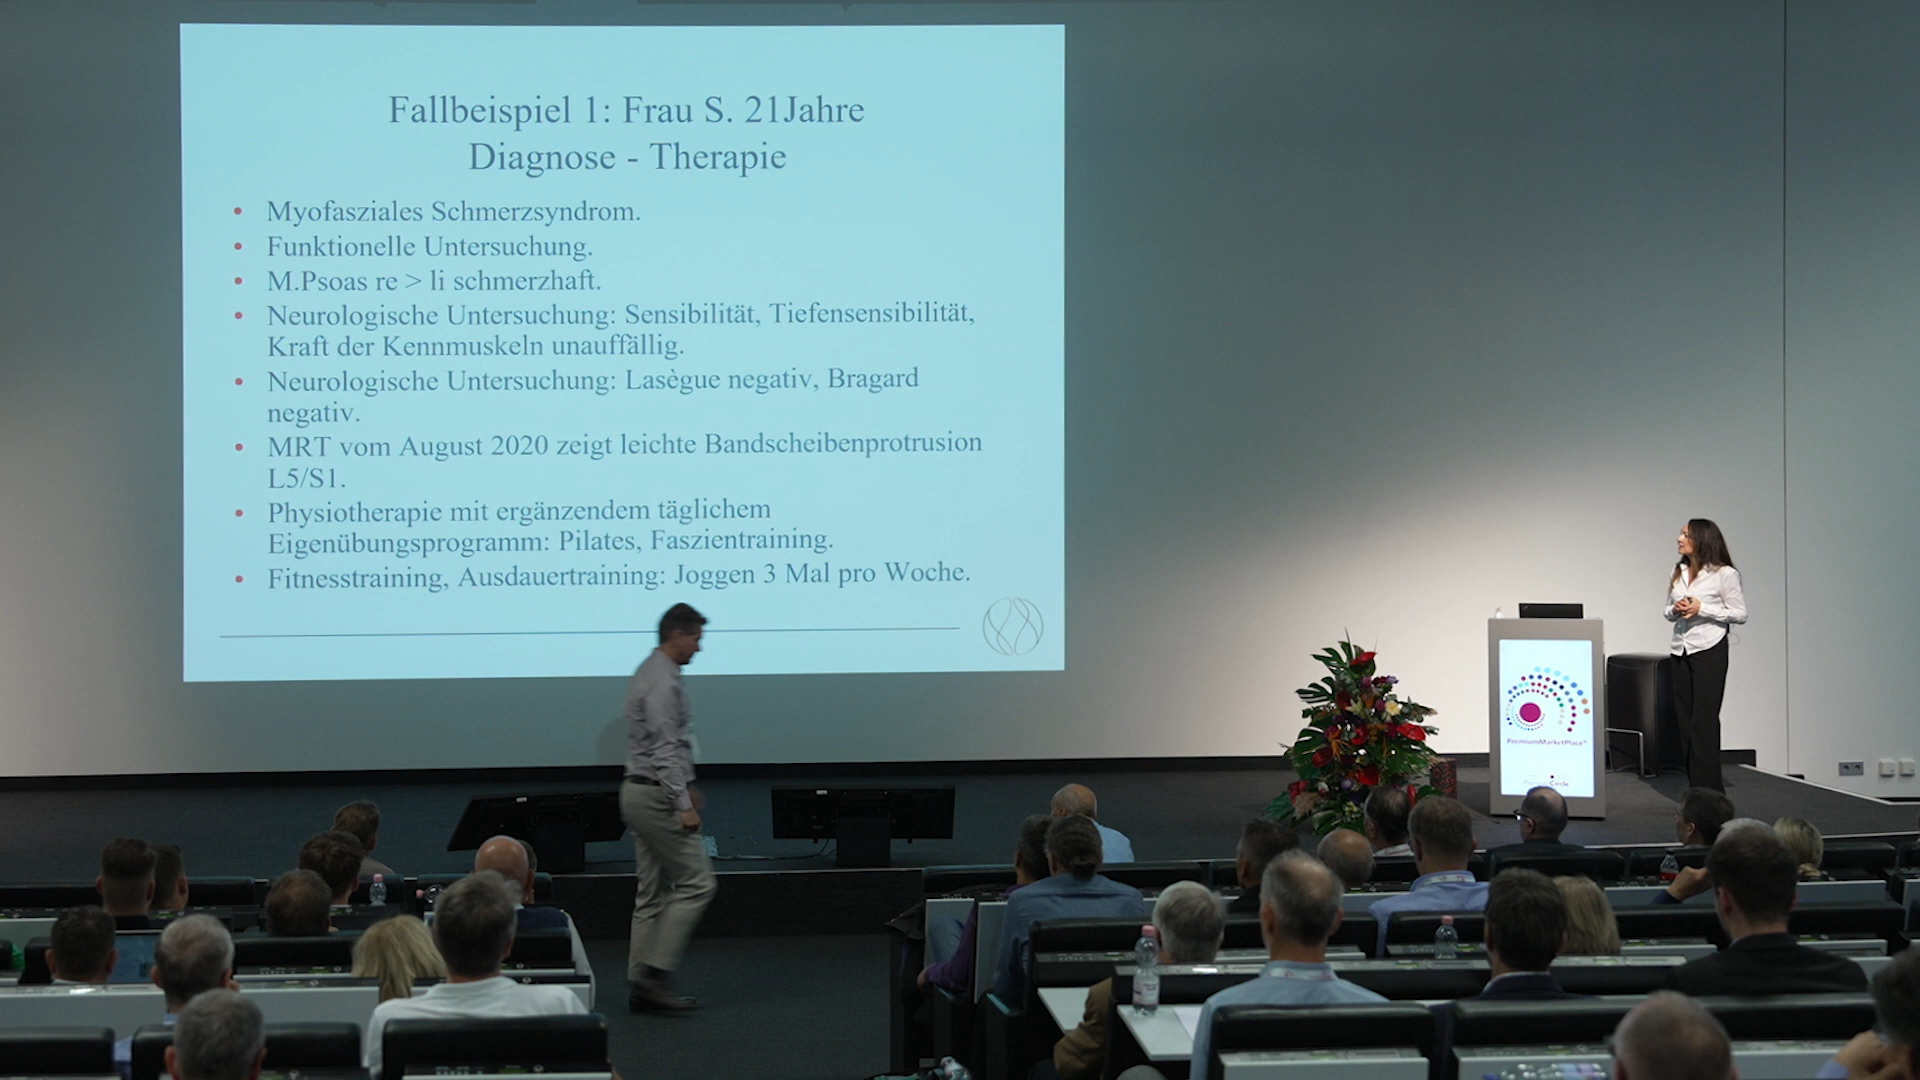 Fallbeispiel 1: Frau S. 21Jahre
Diagnose - Therapie
• Myofasziales Schmerzsyndrom.
• Funktionelle Untersuchung.
• M.Psoas re > li schmerzhaft.
• Neurologische Untersuchung: Sensibilität, Tiefensensibilität,
Kraft der Kennmuskeln unauffällig.
• Neurologische Untersuchung: Lasègue negativ, Bragard
negativ.
• MRT vom August 2020 zeigt leichte Bandscheibenprotrusion
L5/S1.
• Physiotherapie mit ergänzendem täglichem
Eigenübungsprogramm: Pilates, Faszientraining.
• Fitnesstraining, Ausdauertraining: Joggen 3 Mal pro Woche.
PremiumMarketPlace
Circle